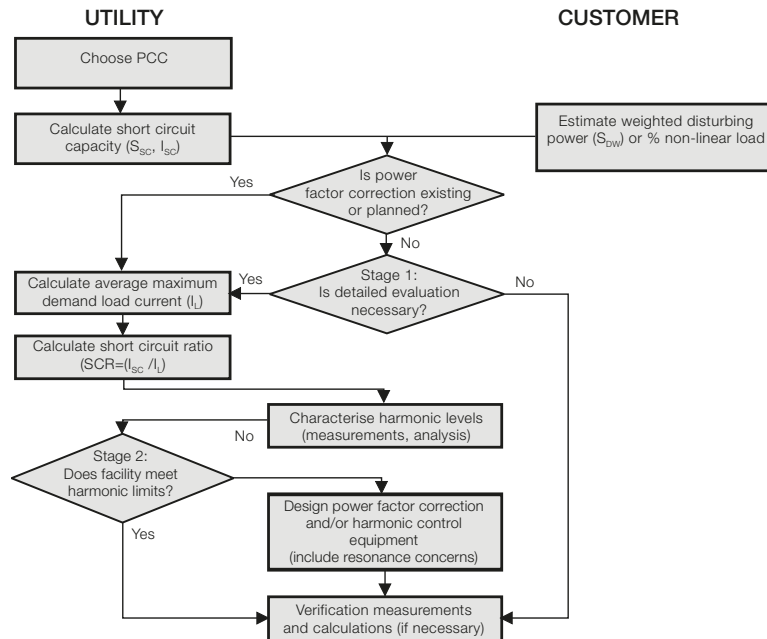 UTILITY
CUSTOMER
Choose PCC
Calculate short circuit
capacity (S_SC, I_SC)
Estimate weighted disturbing
power (S_DW) or % non-linear load
Is power
factor correction existing
or planned?
Yes
No
Stage 1:
Is detailed evaluation
necessary?
Yes
No
Calculate average maximum
demand load current (I_L)
Calculate short circuit ratio
(SCR=(I_SC /I_L)
Characterise harmonic levels
(measurements, analysis)
No
Stage 2:
Does facility meet
harmonic limits?
Yes
Design power factor correction
and/or harmonic control
equipment
(include resonance concerns)
Verification measurements
and calculations (if necessary)